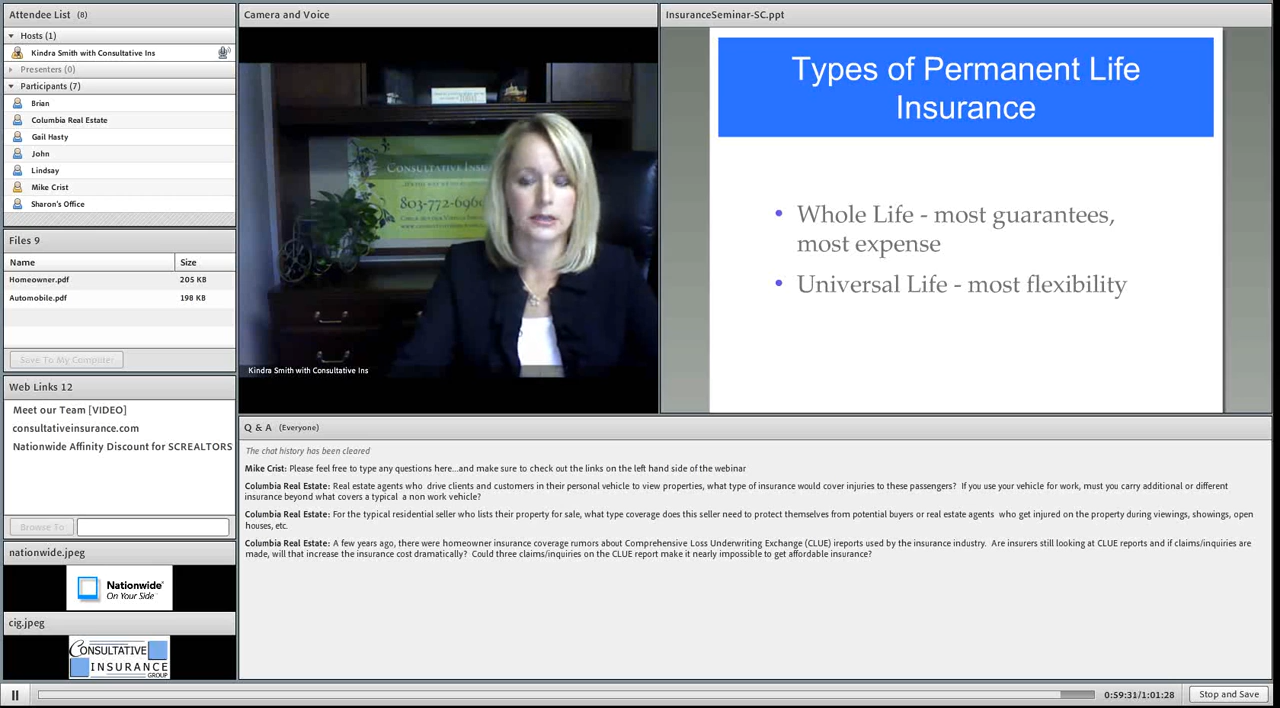 Attendee List (8)
Hosts (1)
Kindra Smith with Consultative Ins
Presenters (0)
Participants (7)
Brian
Columbia Real Estate
Gail Hasty
John
Lindsay
Mike Crist
Sharon's Office
Files 9
Name Size
Homeowner.pdf 205 KB
Automobile.pdf 198 KB
Save To My Computer
Web Links 12
Meet our Team [VIDEO]
consultativeinsurance.com
Nationwide Affinity Discount for SCREALTORS
Browse To
nationwide.jpeg
Nationwide®
On Your Side
cig.jpeg
CONSULTATIVE
INSURANCE
GROUP
Camera and Voice
CONSULTATIVE
803-772-696
Kindra Smith with Consultative Ins
InsuranceSeminar-SC.ppt
Types of Permanent Life
Insurance
• Whole Life - most guarantees,
most expense
• Universal Life - most flexibility
Q & A (Everyone)
The chat history has been cleared
Mike Crist: Please feel free to type any questions here...and make sure to check out the links on the left hand side of the webinar
Columbia Real Estate: Real estate agents who drive clients and customers in their personal vehicle to view properties, what type of insurance would cover injuries to these passengers? If you use your vehicle for work, must you carry additional or different
insurance beyond what covers a typical a non work vehicle?
Columbia Real Estate: For the typical residential seller who lists their property for sale, what type coverage does this seller need to protect themselves from potential buyers or real estate agents who get injured on the property during viewings, showings, open
houses, etc.
Columbia Real Estate: A few years ago, there were homeowner insurance coverage rumors about Comprehensive Loss Underwriting Exchange (CLUE) ireports used by the insurance industry. Are insurers still looking at CLUE reports and if claims/inquiries are
made, will that increase the insurance cost dramatically? Could three claims/inquiries on the CLUE report make it nearly impossible to get affordable insurance?
0:59:31/1:01:28
Stop and Save